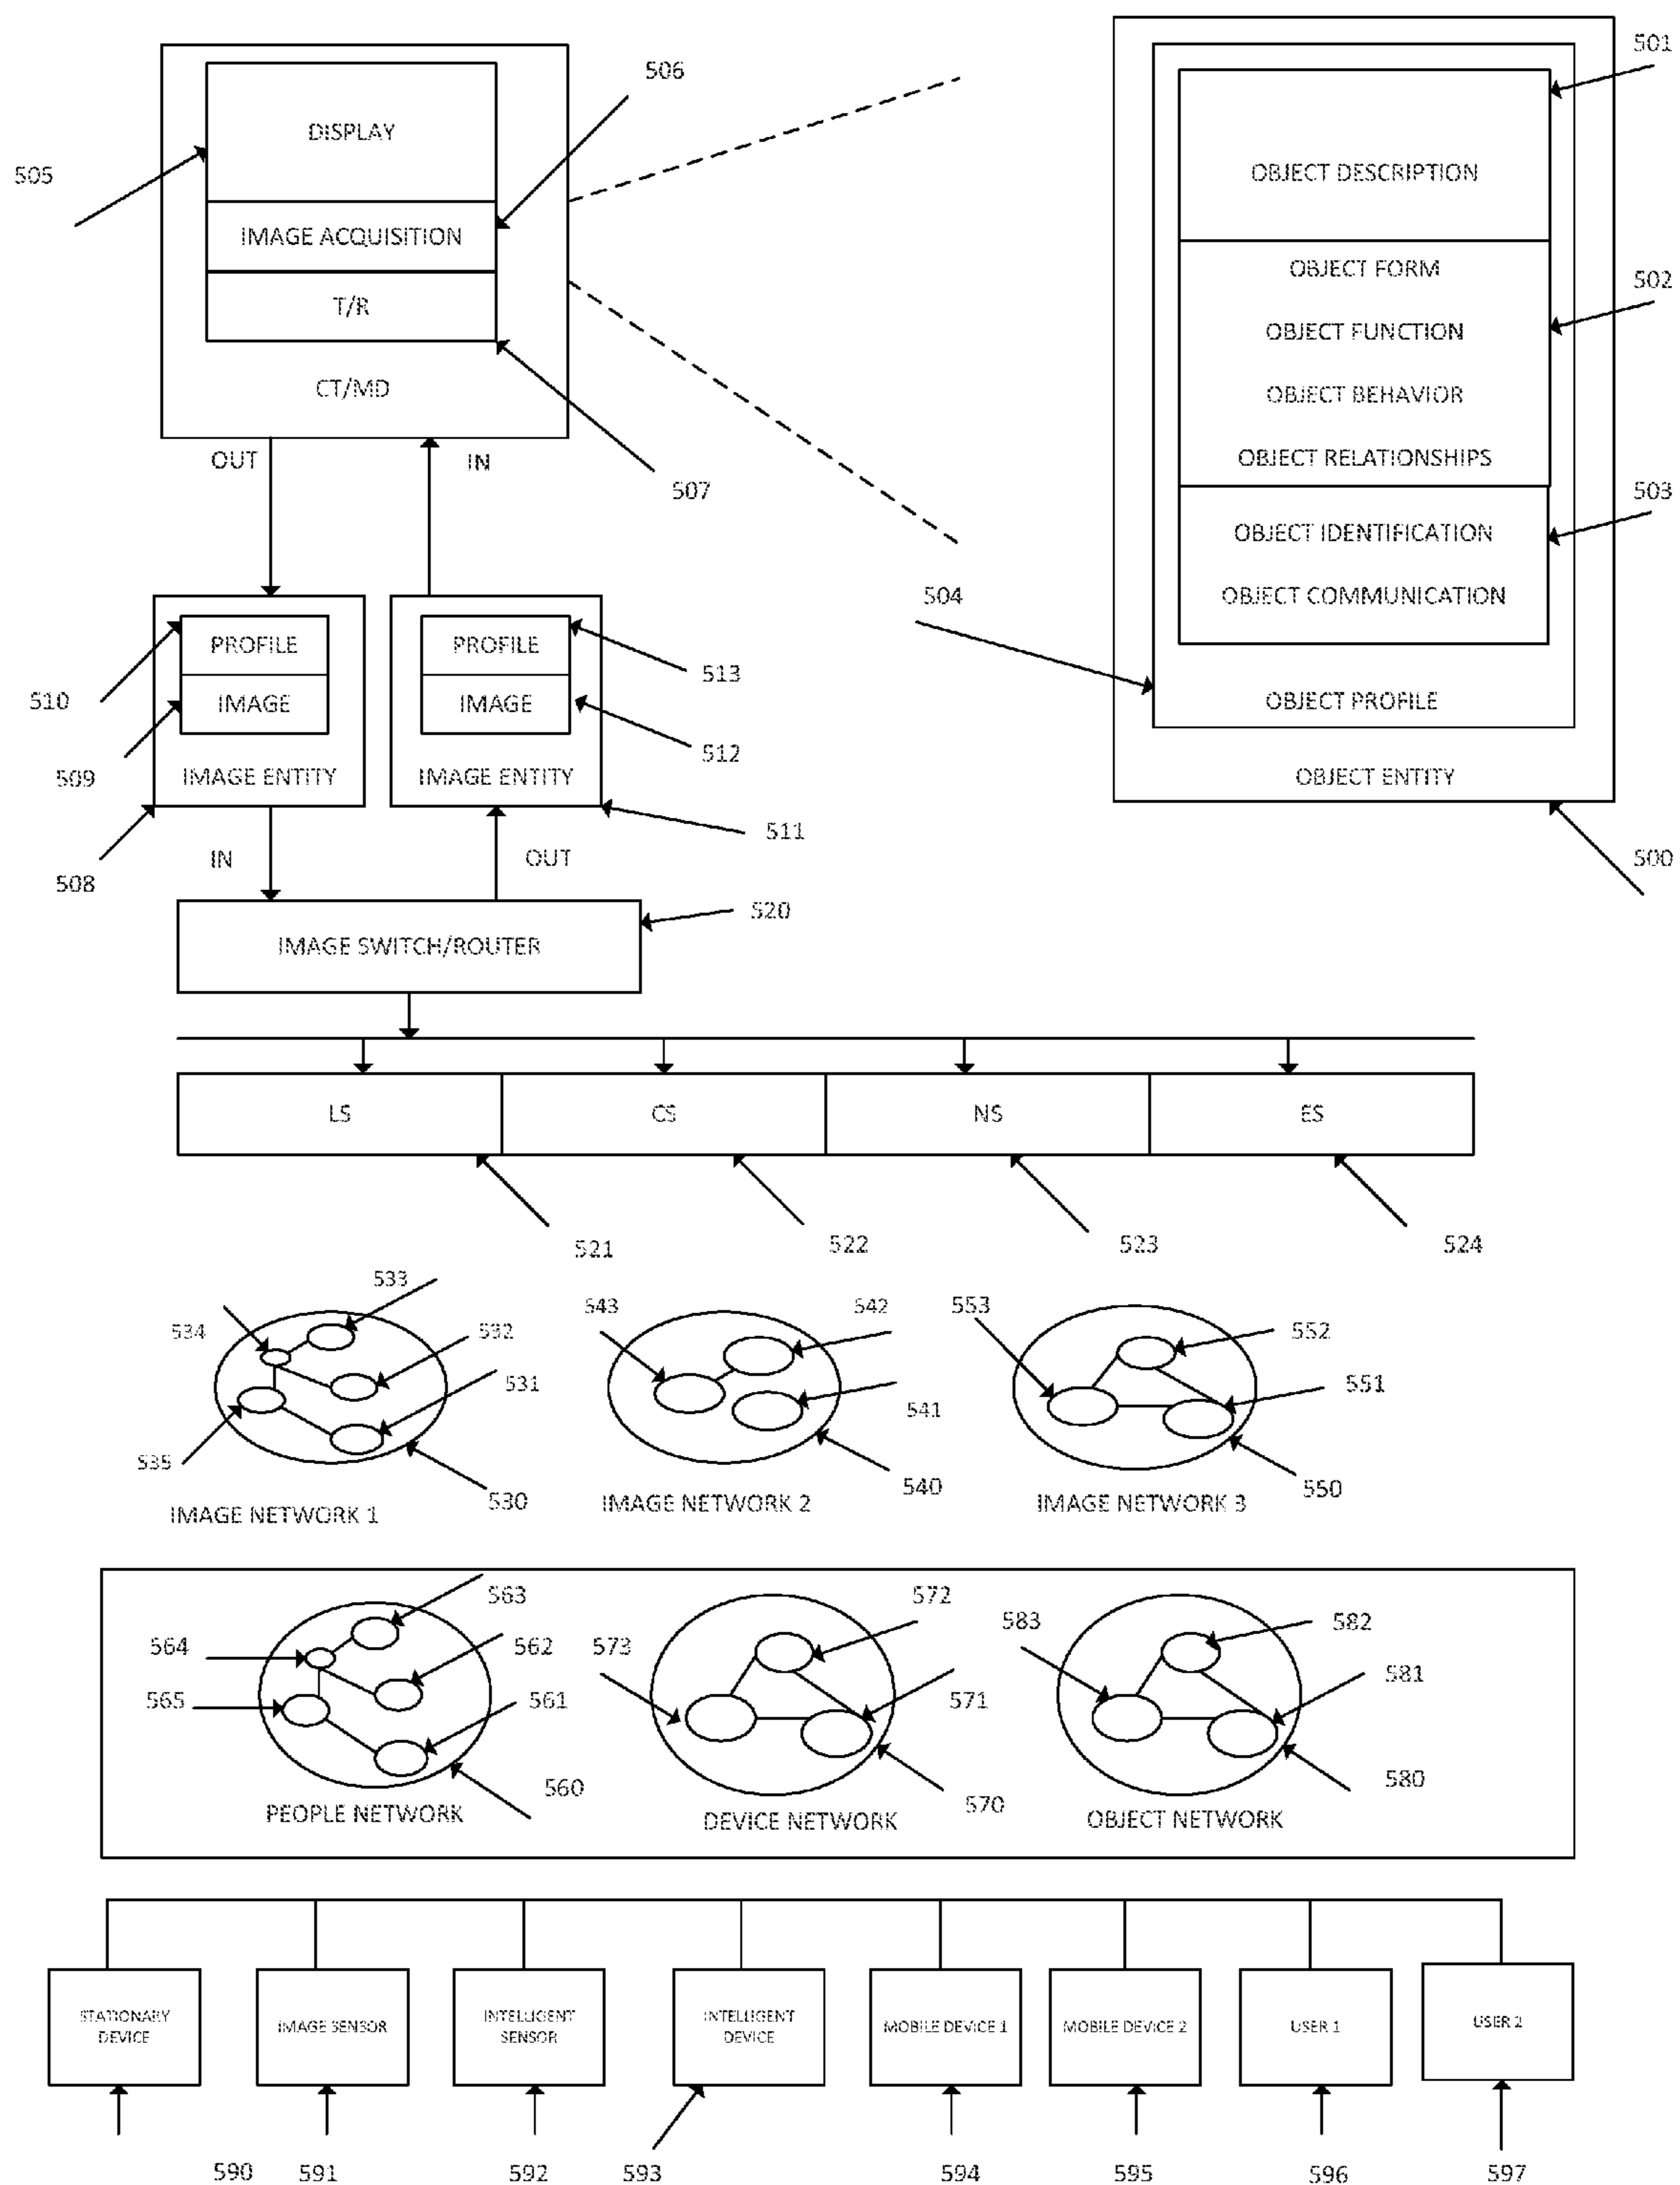 501
506
DISPLAY
505
OBJECT DESCRIPTION
IMAGE ACQUISITION
OBJECT FORM
502
T/R
OBJECT FUNCTION
CT/MD
OBJECT BEHAVIOR
OUT
IN
OBJECT RELATIONSHIPS
507
503
OBJECT IDENTIFICATION
504
OBJECT COMMUNICATION
PROFILE
PROFILE
513
510
IMAGE
IMAGE
OBJECT PROFILE
512
509
IMAGE ENTITY
IMAGE ENTITY
OBJECT ENTITY
511
IN
OUT
500
508
520
IMAGE SWITCH/ROUTER
LS
CS
NS
ES
521
522
523
524
533
543
542
553
534
532
552
531
551
541
535
530
540
550
IMAGE NETWORK 1
IMAGE NETWORK 2
IMAGE NETWORK 3
563
572
583
582
564
562
573
565
561
571
581
560
570
580
PEOPLE NETWORK
DEVICE NETWORK
OBJECT NETWORK
STATIONARY
DEVICE
IMAGE SENSOR
INTELLIGENT
SENSOR
INTELLIGENT
DEVICE
MOBILE DEVICE 1
MOBILE DEVICE 2
USER 1
USER 2
590
591
592
593
594
595
596
597